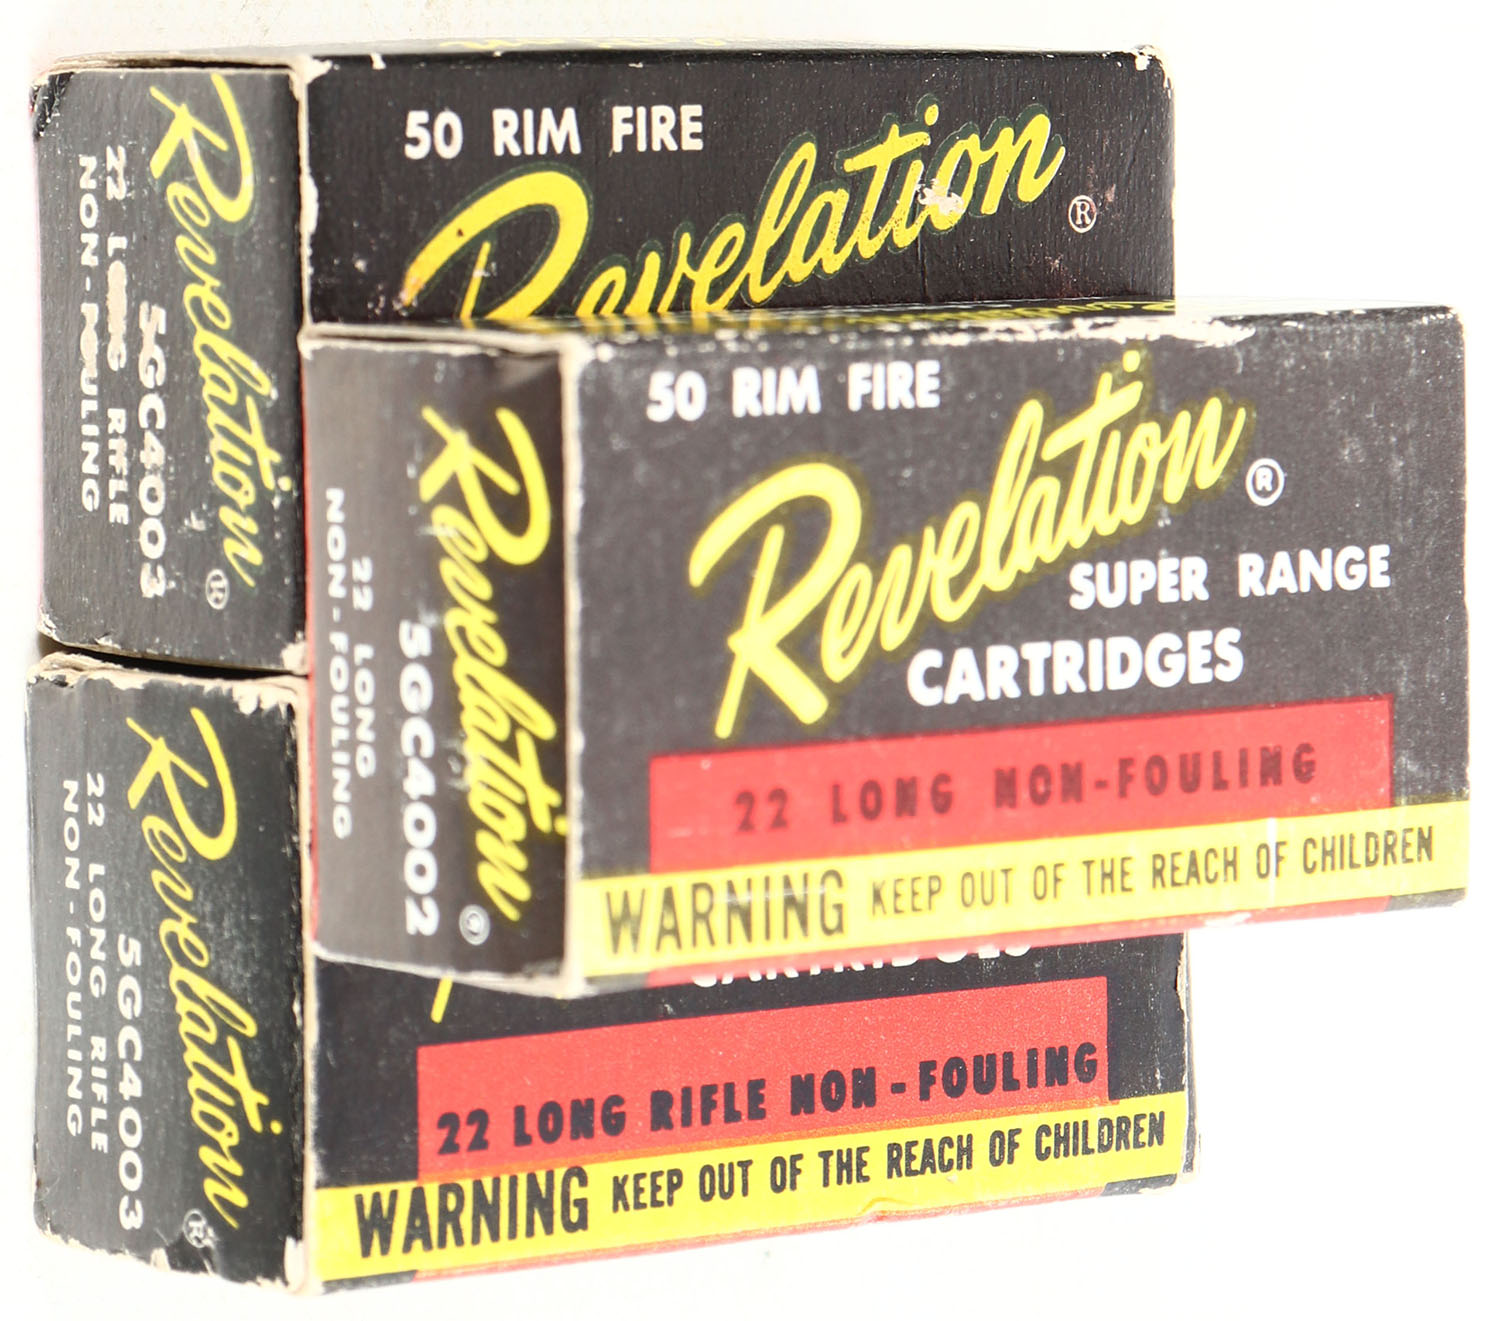 Revelation ®
5GC4003
22 LONG RIFLE
NON-FOULING
50 RIM FIRE
Revelation ®
Revelation ®
5GC4002
22 LONG
NON-FOULING
50 RIM FIRE
Revelation ®
SUPER RANGE
CARTRIDGES
22 LONG NON-FOULING
WARNING KEEP OUT OF THE REACH OF CHILDREN
Revelation ®
5GC4003
22 LONG RIFLE
NON-FOULING
CARTRIDGES
22 LONG RIFLE NON-FOULING
WARNING KEEP OUT OF THE REACH OF CHILDREN